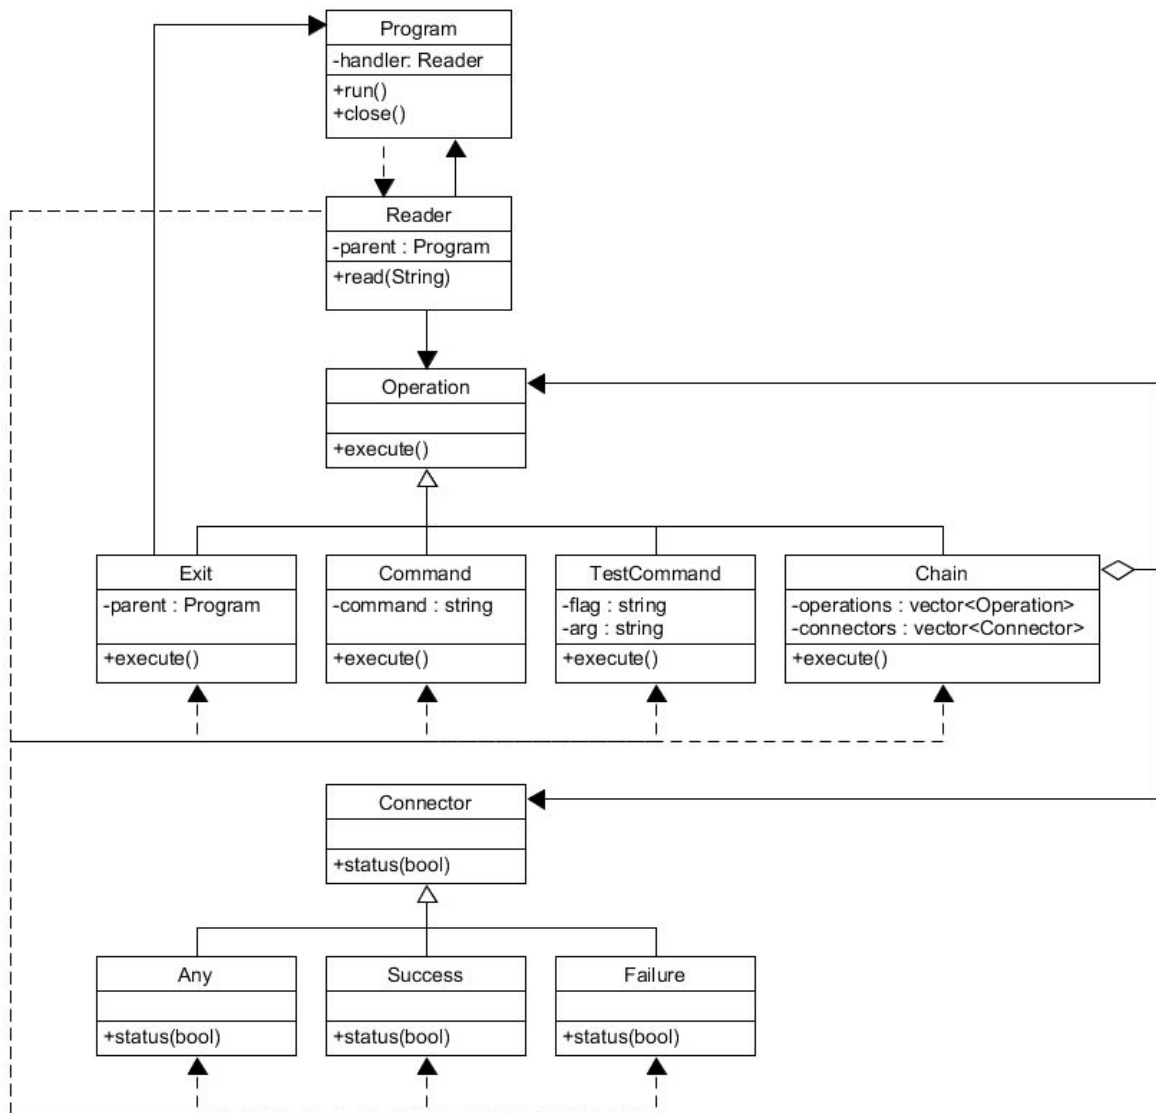 Program
-handler: Reader
+run()
+close()
Reader
-parent : Program
+read(String)
Operation
+execute()
Exit
-parent : Program
+execute()
Command
-command : string
+execute()
TestCommand
-flag : string
-arg : string
+execute()
Chain
-operations : vector<Operation>
-connectors : vector<Connector>
+execute()
Connector
+status(bool)
Any
+status(bool)
Success
+status(bool)
Failure
+status(bool)